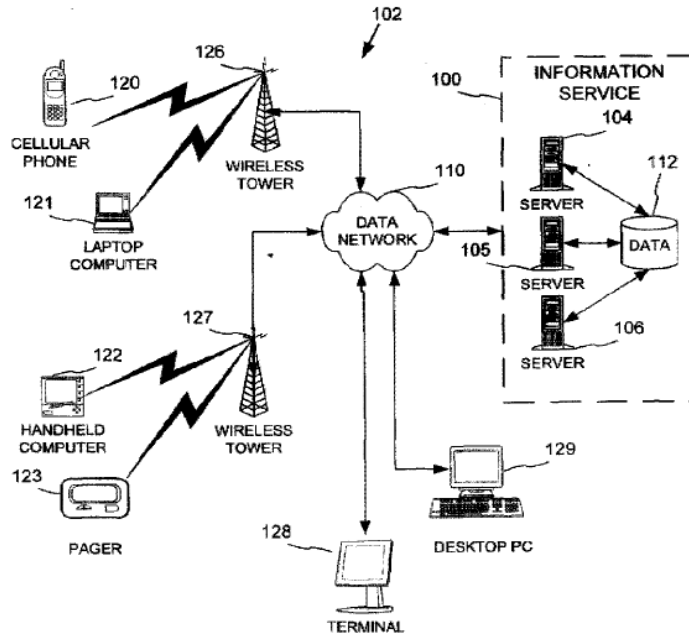 102
126
120
CELLULAR
PHONE
WIRELESS
TOWER
121
LAPTOP
COMPUTER
110
DATA
NETWORK
100
INFORMATION
SERVICE
104
SERVER
112
DATA
105
SERVER
106
SERVER
127
122
HANDHELD
COMPUTER
WIRELESS
TOWER
123
PAGER
129
DESKTOP PC
128
TERMINAL